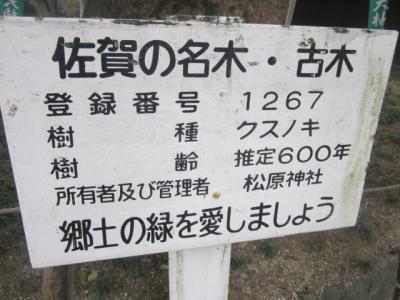 佐賀の名木・古木
登録番号 1267
樹種 クスノキ
樹齢 推定600年
所有者及び管理者 松原神社
郷土の緑を愛しましょう